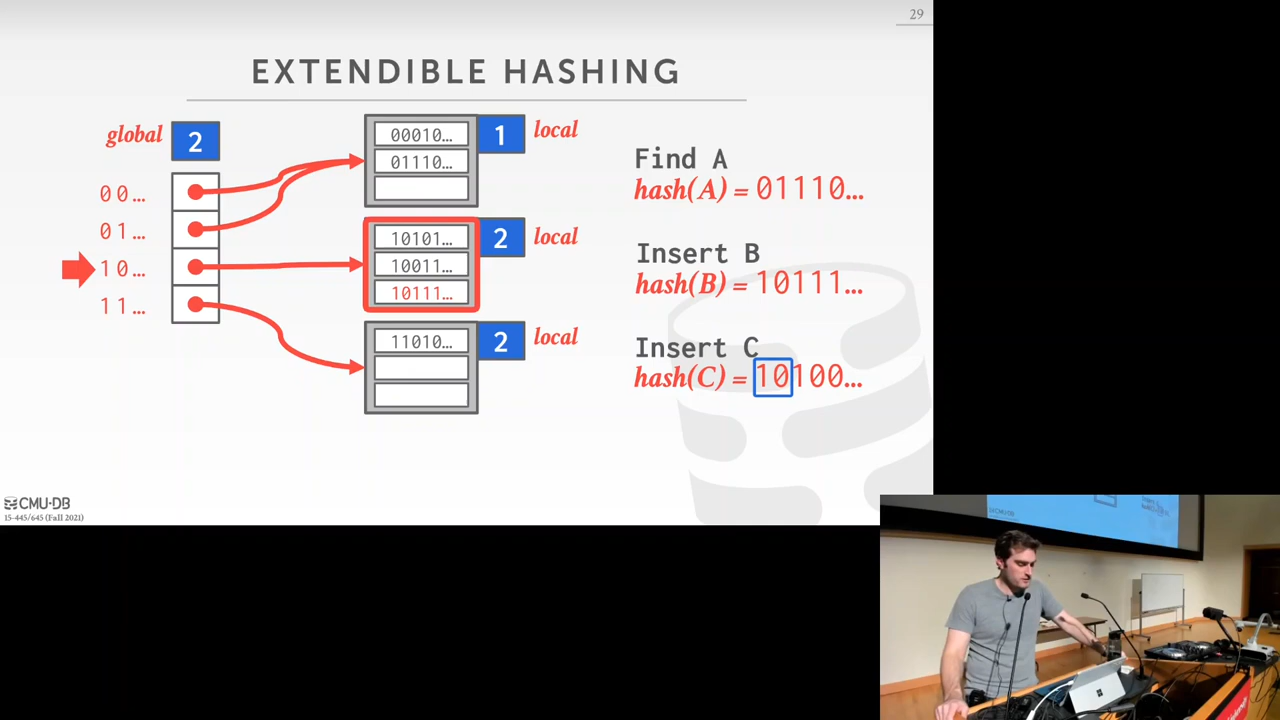 29
EXTENDIBLE HASHING
global 2
00...
01...
10...
11...
00010...
01110...
1 local
10101...
10011...
10111...
2 local
11010...
2 local
Find A
hash(A) = 01110...
Insert B
hash(B) = 10111...
Insert C
hash(C) = 10100...
CMU·DB
15-445/645 (Fall 2021)